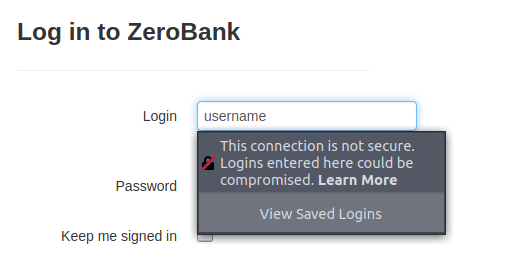 Log in to ZeroBank
Login
username
This connection is not secure.
Logins entered here could be
compromised. Learn More
Password
View Saved Logins
Keep me signed in